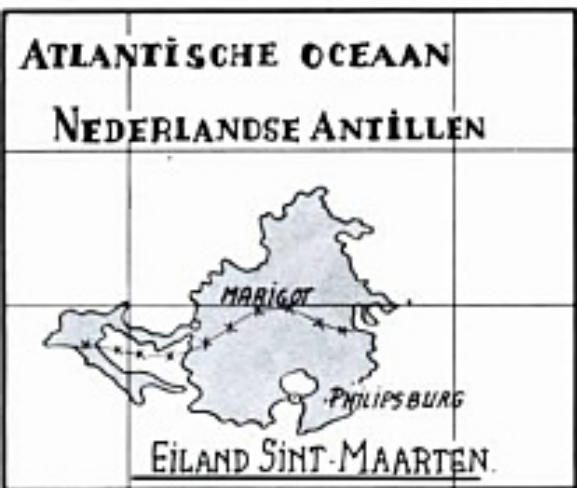 ATLANTISCHE OCEAAN
NEDERLANDSE ANTILLEN
MARIGOT
PHILIPSBURG
EILAND SINT-MAARTEN.